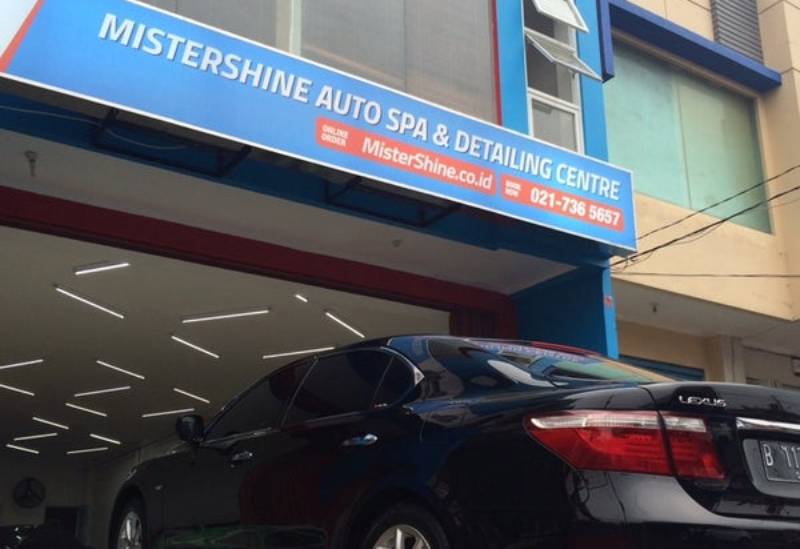 MISTERSHINE AUTO SPA & DETAILING CENTRE
ONLINE ORDER
MisterShine.co.id
BOOK NOW
021-736 5657
LEXUS
B